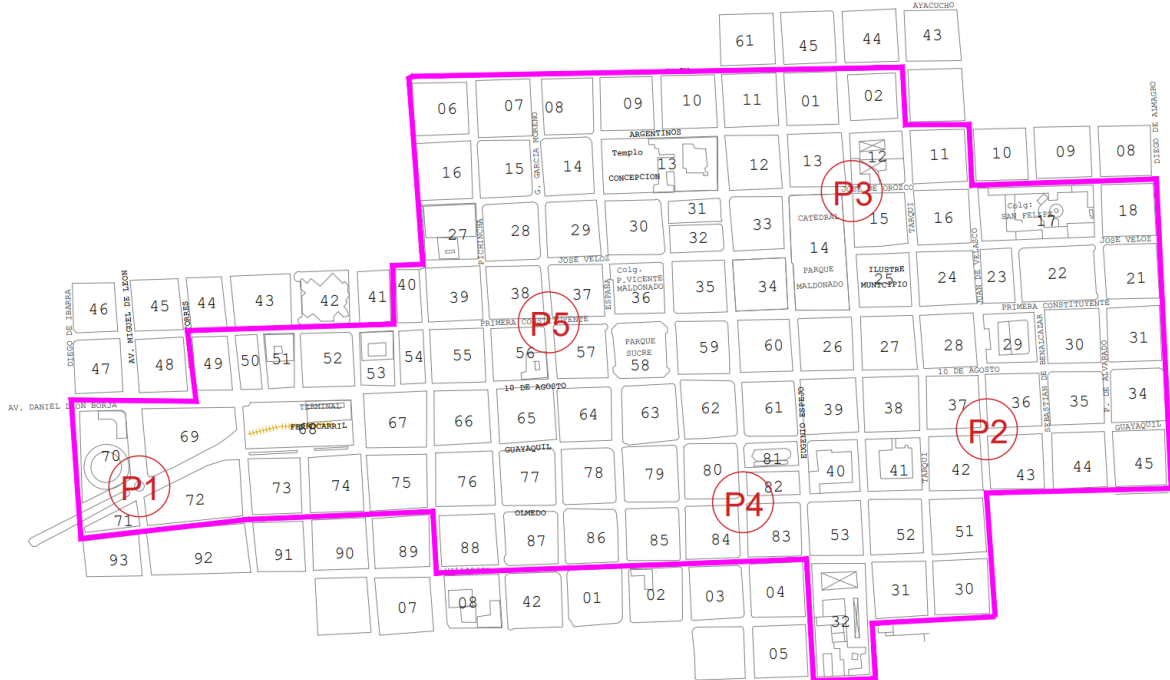 AYACUCHO
61 45 44 43
06 07 08 09 10 11 01 02
DIEGO DE ALMAGRO
G. GARCIA MORENO
ARGENTINOS
16 15 14 Templo 13 12 13 12 11 10 09 08
CONCEPCION
P3
JOSE DE OROZCO
27 28 29 30 31 33 CATEDRAL 15 16 Colg: 17 18
SAN FELIPE
PICHINCHA
TARQUI
32
14
JOSE VELOZ
JOSE VELOZ
JUAN DE VELASCO
46 45 44 43 42 41 40 39 38 37 36 35 34 25 24 23 22 21
Colg.
P.VICENTE
MALDONADO
PARQUE
MALDONADO
ILUSTRE
MUNICIPIO
DIEGO DE IBARRA
AV. MIGUEL DE LEON
TORRES
ESPAÑA
PRIMERA CONSTITUYENTE
PRIMERA CONSTITUYENTE
P5
47 48 49 50 51 52 53 54 55 56 57 58 59 60 26 27 28 29 30 31
PARQUE
SUCRE
SEBASTIAN DE BENALCAZAR
P. DE ALVARADO
10 DE AGOSTO
10 DE AGOSTO
AV. DANIEL LEON BORJA
TERMINAL
FERROCARRIL
70 69 68 67 66 65 64 63 62 61 39 38 37 36 35 34
EUGENIO ESPEJO
P2
GUAYAQUIL
GUAYAQUIL
TARQUI
P1
71 72 73 74 75 76 77 78 79 80 81 82 40 41 42 43 44 45
P4
OLMEDO
93 92 91 90 89 88 87 86 85 84 83 53 52 51
07 08 42 01 02 03 04 32 31 30
05